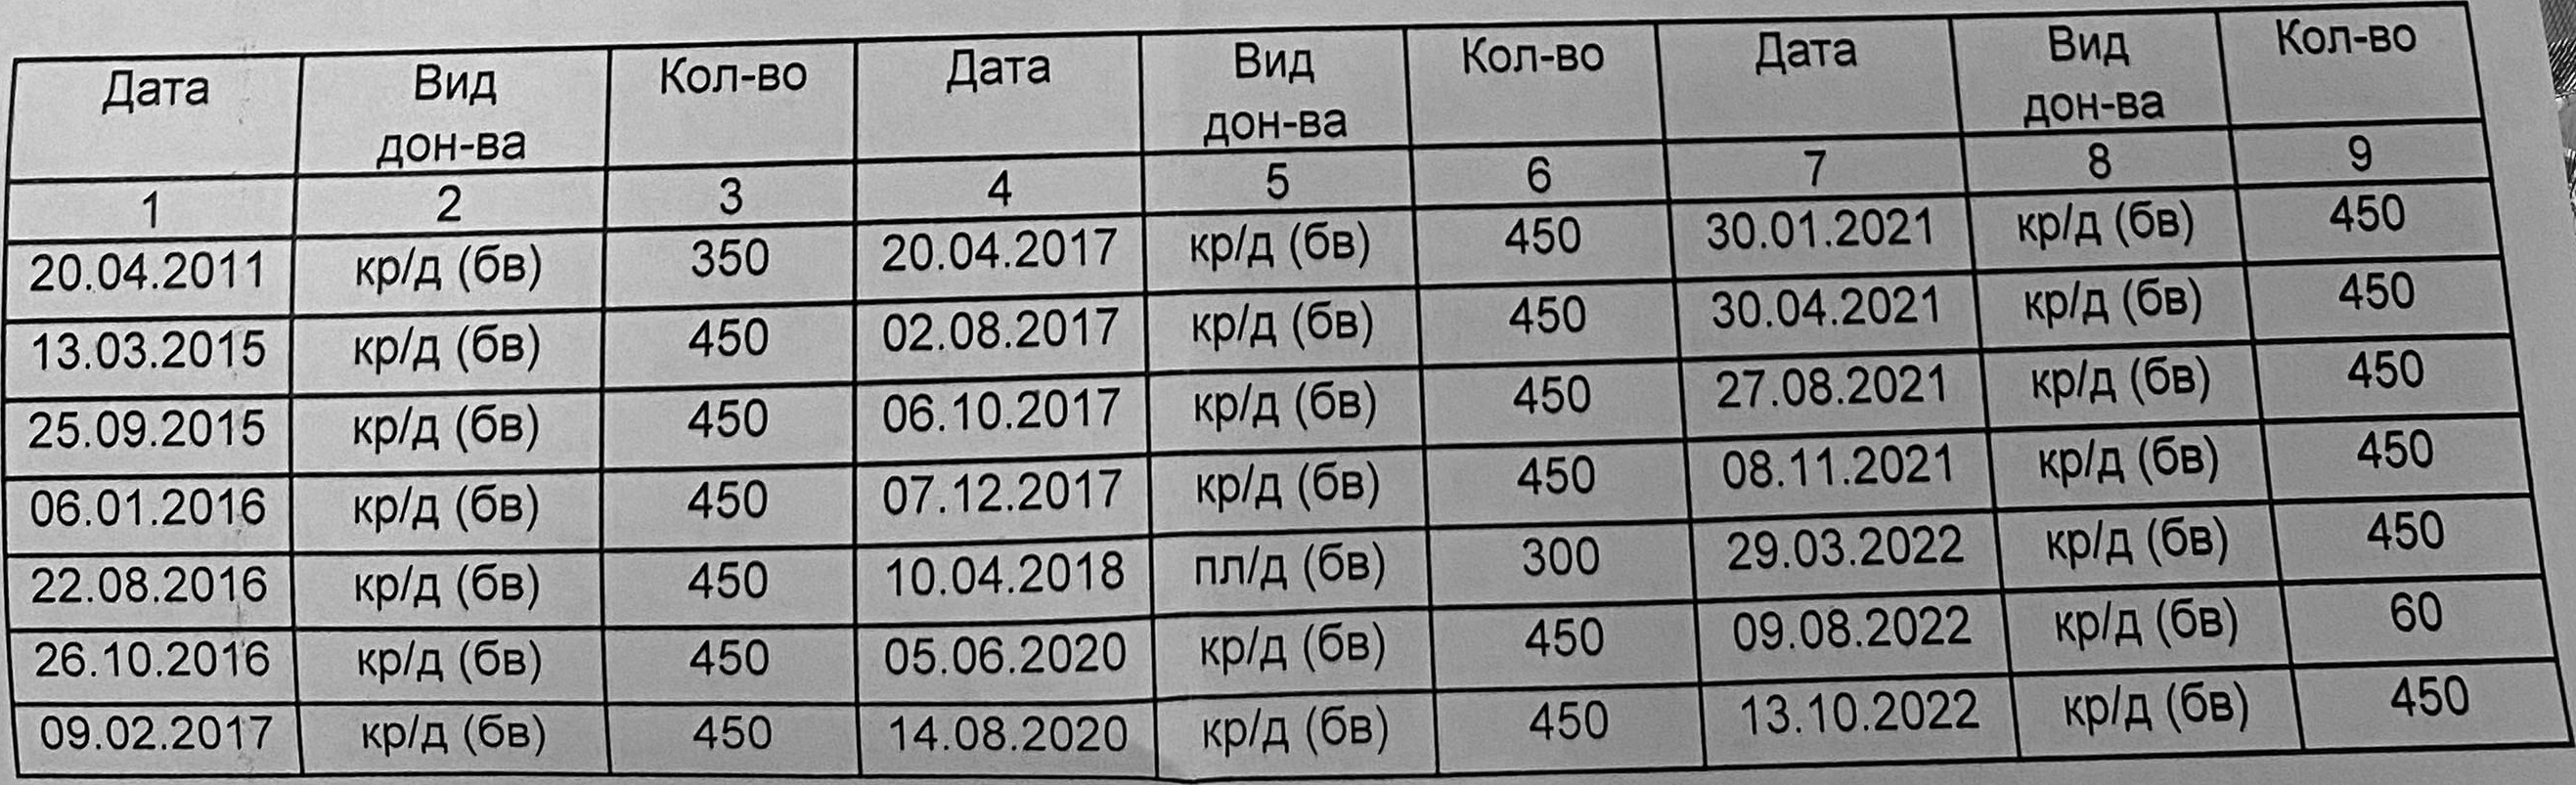 Дата Вид дон-ва Кол-во Дата Вид дон-ва Кол-во Дата Вид дон-ва Кол-во
1 2 3 4 5 6 7 8 9
20.04.2011 кр/д (бв) 350 20.04.2017 кр/д (бв) 450 30.01.2021 кр/д (бв) 450
13.03.2015 кр/д (бв) 450 02.08.2017 кр/д (бв) 450 30.04.2021 кр/д (бв) 450
25.09.2015 кр/д (бв) 450 06.10.2017 кр/д (бв) 450 27.08.2021 кр/д (бв) 450
06.01.2016 кр/д (бв) 450 07.12.2017 кр/д (бв) 450 08.11.2021 кр/д (бв) 450
22.08.2016 кр/д (бв) 450 10.04.2018 пл/д (бв) 300 29.03.2022 кр/д (бв) 450
26.10.2016 кр/д (бв) 450 05.06.2020 кр/д (бв) 450 09.08.2022 кр/д (бв) 60
09.02.2017 кр/д (бв) 450 14.08.2020 кр/д (бв) 450 13.10.2022 кр/д (бв) 450